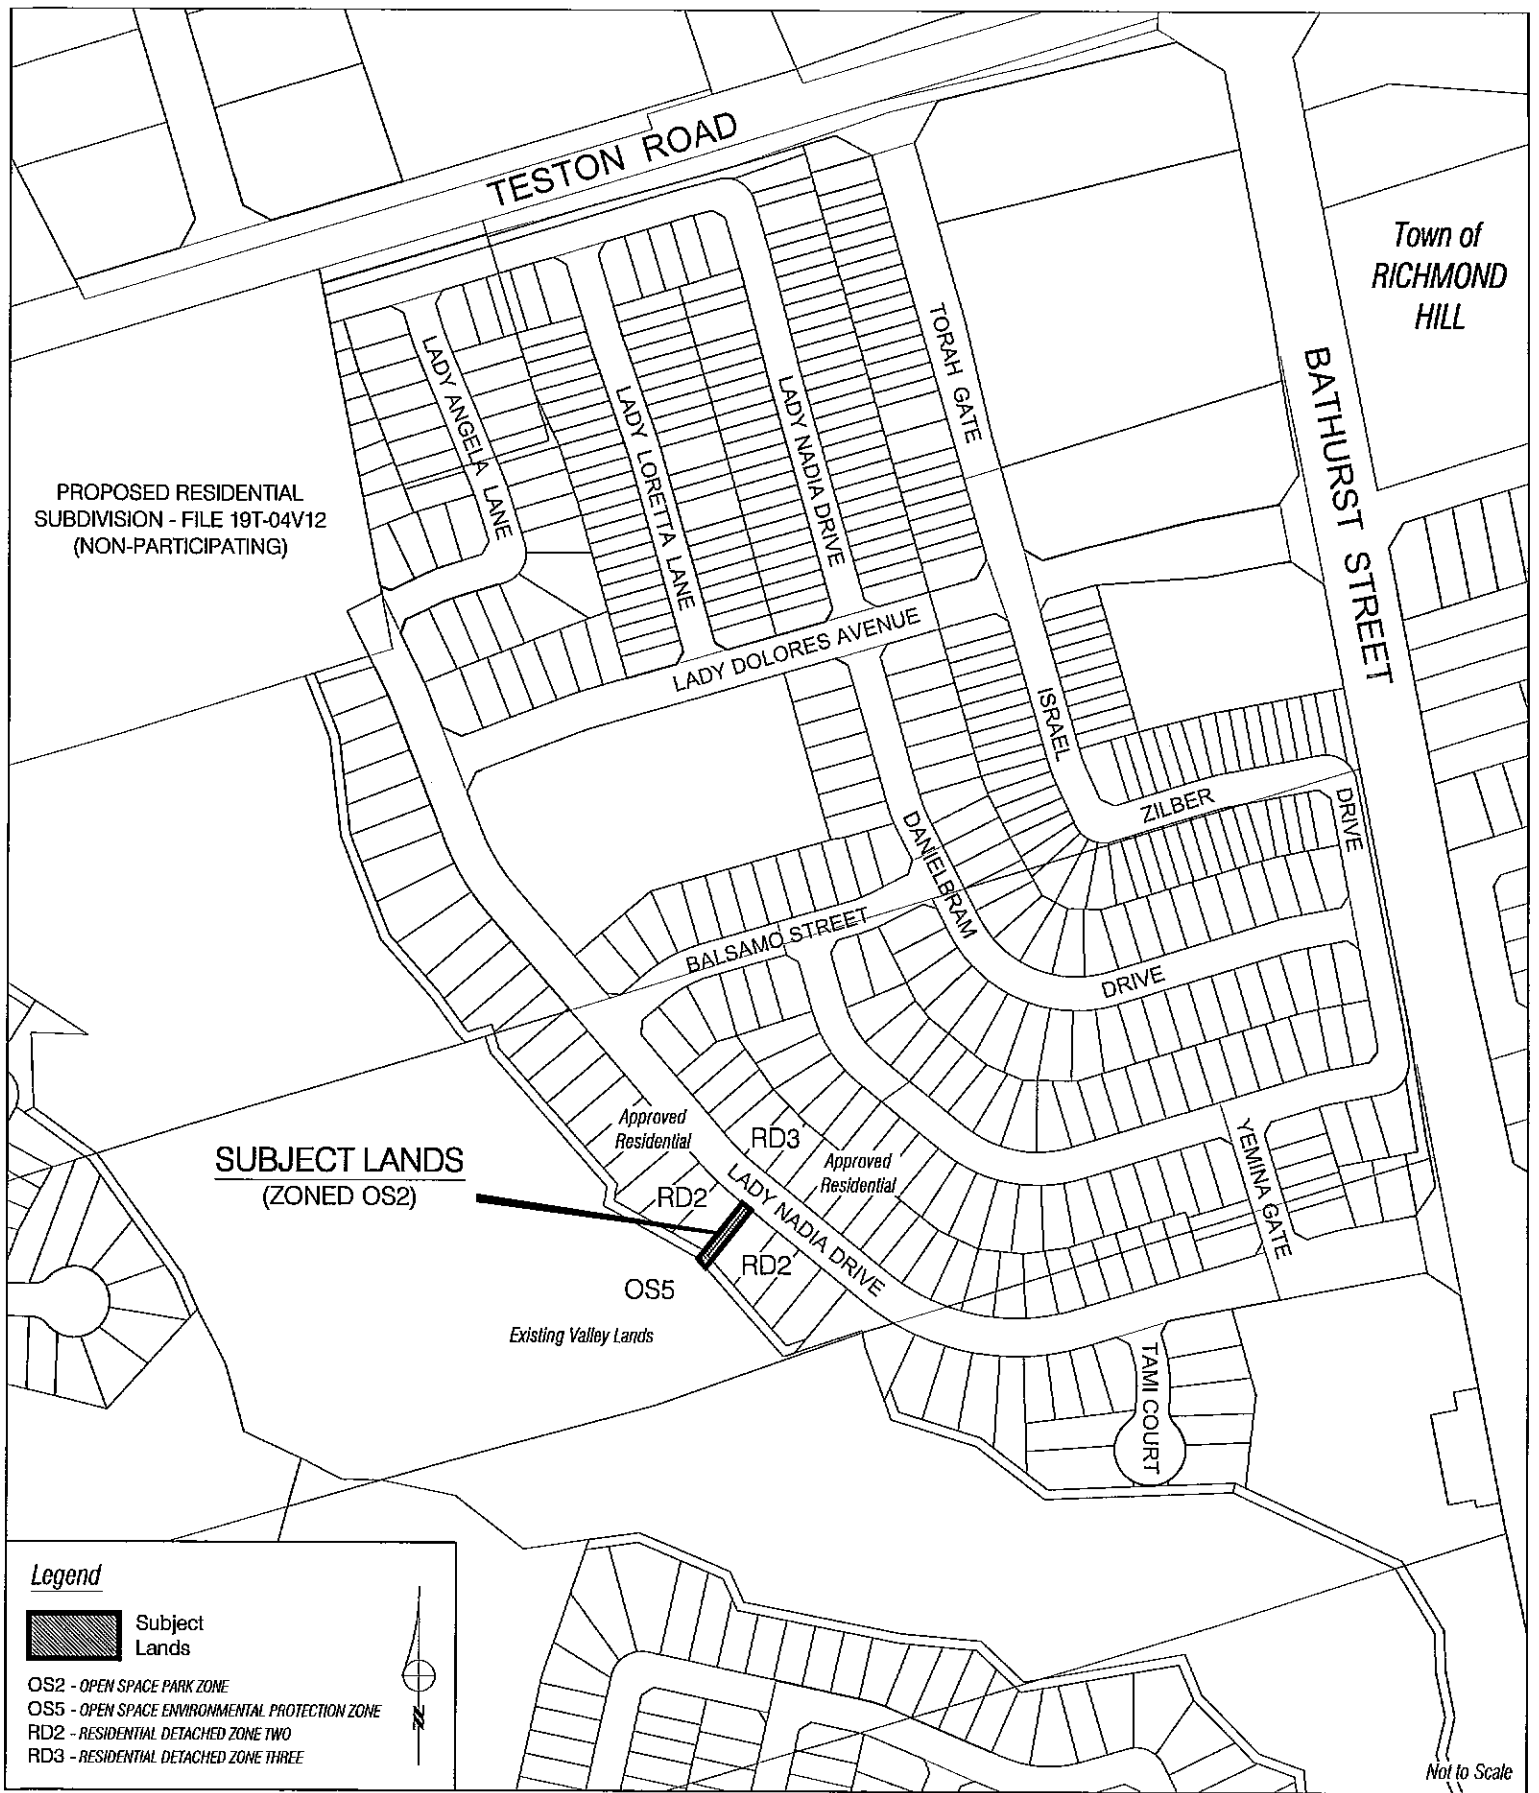 TESTON ROAD
Town of
RICHMOND
HILL
BATHURST STREET
TORAH GATE
LADY ANGELA LANE
LADY LORETTA LANE
LADY NADIA DRIVE
PROPOSED RESIDENTIAL
SUBDIVISION - FILE 19T-04V12
(NON-PARTICIPATING)
LADY DOLORES AVENUE
ISRAEL
ZILBER
DRIVE
DANIELBRAM
DRIVE
BALSAMO STREET
Approved
Residential
RD3
Approved
Residential
YEMINA GATE
SUBJECT LANDS
(ZONED OS2)
RD2
LADY NADIA DRIVE
RD2
OS5
Existing Valley Lands
TAMI COURT
Legend
Subject
Lands
N
OS2 - OPEN SPACE PARK ZONE
OS5 - OPEN SPACE ENVIRONMENTAL PROTECTION ZONE
RD2 - RESIDENTIAL DETACHED ZONE TWO
RD3 - RESIDENTIAL DETACHED ZONE THREE
Not to Scale